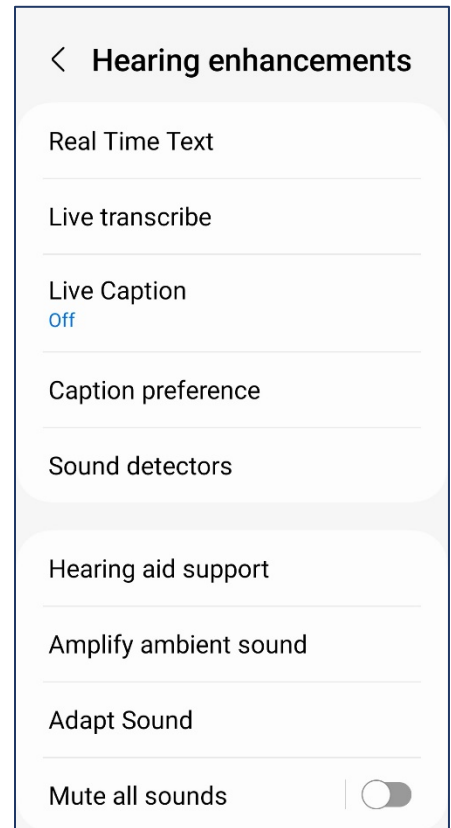 Hearing enhancements
Real Time Text
Live transcribe
Live Caption
Off
Caption preference
Sound detectors
Hearing aid support
Amplify ambient sound
Adapt Sound
Mute all sounds